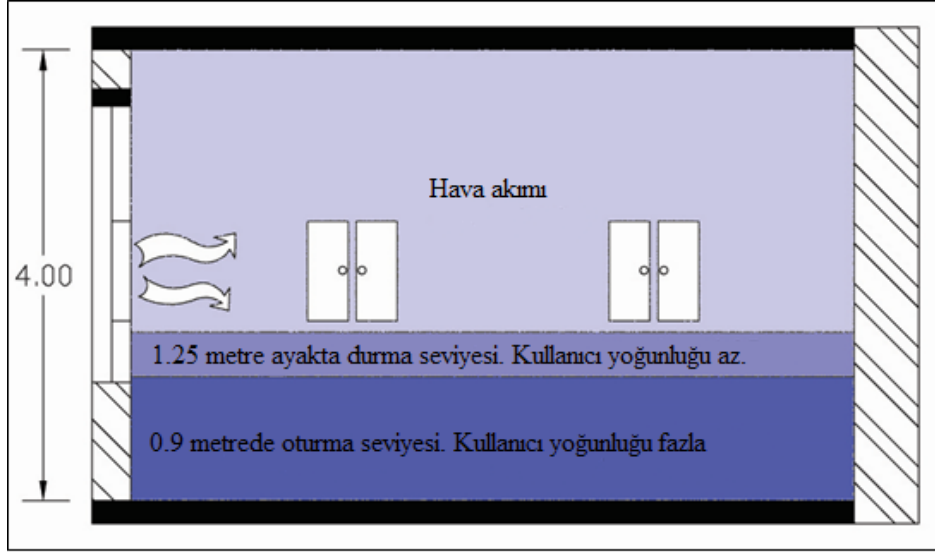 Hava akımı
4.00
1.25 metre ayakta durma seviyesi. Kullanıcı yoğunluğu az.
0.9 metrede oturma seviyesi. Kullanıcı yoğunluğu fazla